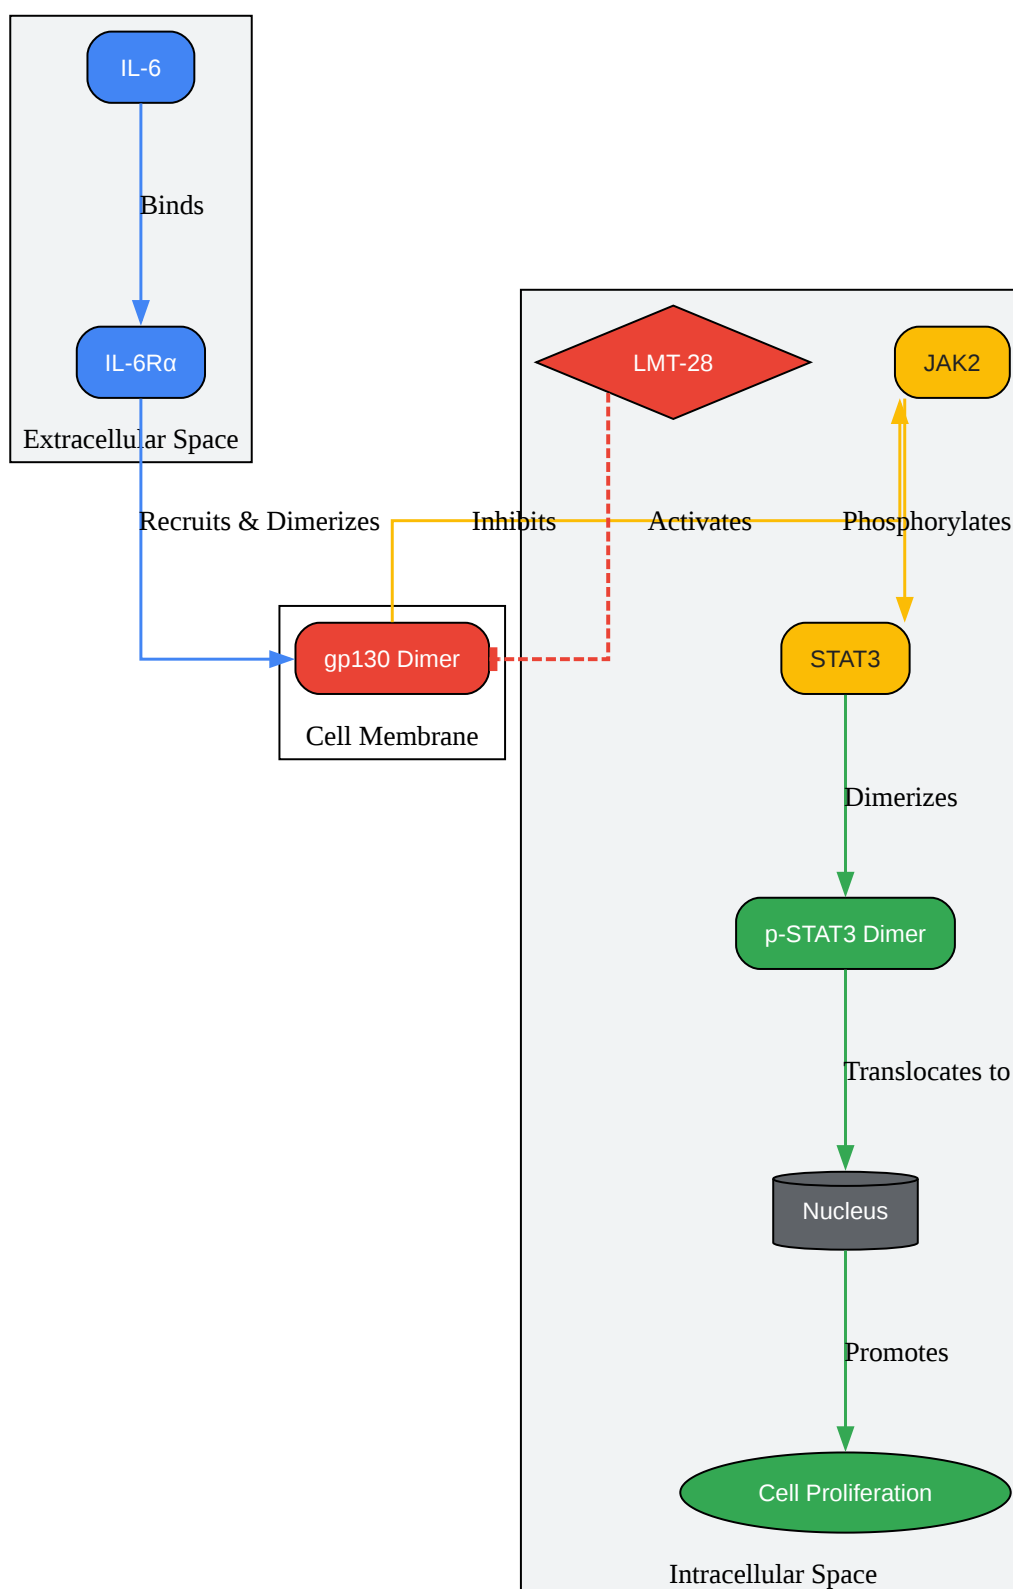 IL-6
Binds
IL-6Rα
LMT-28
JAK2
Extracellular Space
Recruits & Dimerizes
Inhibits
Activates
Phosphorylates
gp130 Dimer
STAT3
Cell Membrane
Dimerizes
p-STAT3 Dimer
Translocates to
Nucleus
Promotes
Cell Proliferation
Intracellular Space